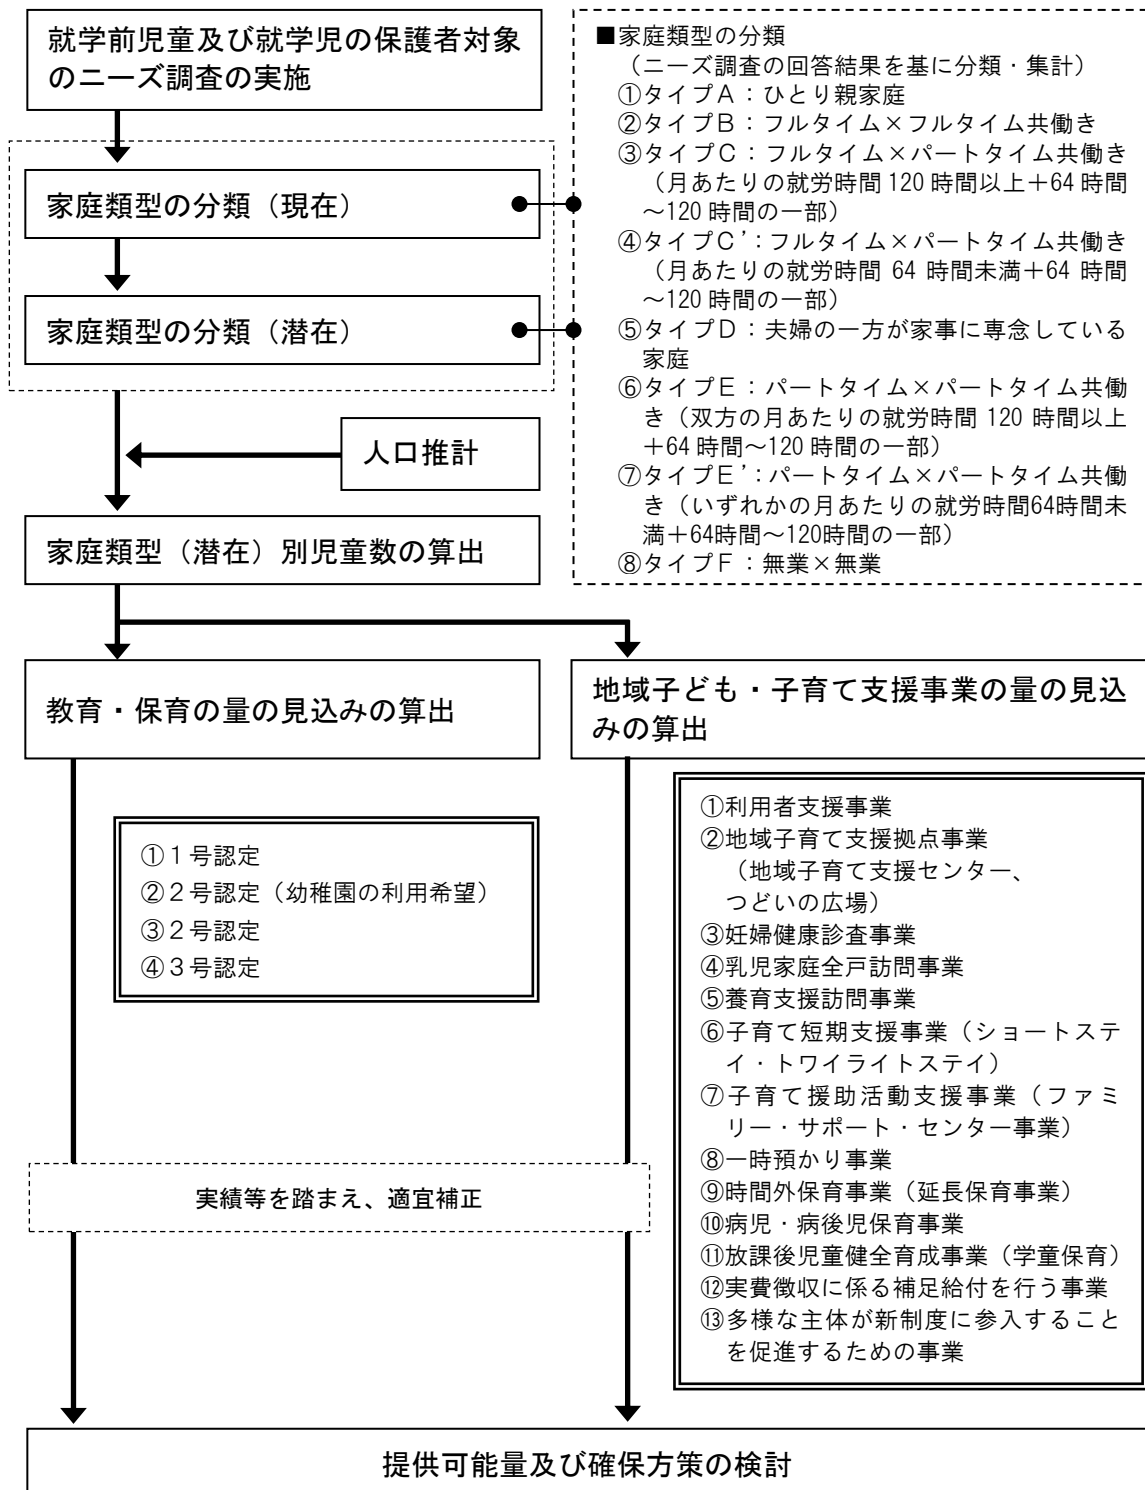 就学前児童及び就学児の保護者対象
のニーズ調査の実施
家庭類型の分類（現在）
家庭類型の分類（潜在）
人口推計
家庭類型（潜在）別児童数の算出
■家庭類型の分類
（ニーズ調査の回答結果を基に分類・集計）
①タイプＡ：ひとり親家庭
②タイプＢ：フルタイム×フルタイム共働き
③タイプＣ：フルタイム×パートタイム共働き
（月あたりの就労時間 120 時間以上＋64 時間
～120 時間の一部）
④タイプＣ’：フルタイム×パートタイム共働き
（月あたりの就労時間 64 時間未満＋64 時間
～120 時間の一部）
⑤タイプＤ：夫婦の一方が家事に専念している
家庭
⑥タイプＥ：パートタイム×パートタイム共働
き（双方の月あたりの就労時間 120 時間以上
＋64 時間～120 時間の一部）
⑦タイプＥ’：パートタイム×パートタイム共働
き（いずれかの月あたりの就労時間64時間未
満＋64時間～120時間の一部）
⑧タイプＦ：無業×無業
教育・保育の量の見込みの算出
①１号認定
②２号認定（幼稚園の利用希望）
③２号認定
④３号認定
地域子ども・子育て支援事業の量の見込
みの算出
①利用者支援事業
②地域子育て支援拠点事業
（地域子育て支援センター、
つどいの広場）
③妊婦健康診査事業
④乳児家庭全戸訪問事業
⑤養育支援訪問事業
⑥子育て短期支援事業（ショートステ
イ・トワイライトステイ）
⑦子育て援助活動支援事業（ファミ
リー・サポート・センター事業）
⑧一時預かり事業
⑨時間外保育事業（延長保育事業）
⑩病児・病後児保育事業
⑪放課後児童健全育成事業（学童保育）
⑫実費徴収に係る補足給付を行う事業
⑬多様な主体が新制度に参入すること
を促進するための事業
実績等を踏まえ、適宜補正
提供可能量及び確保方策の検討